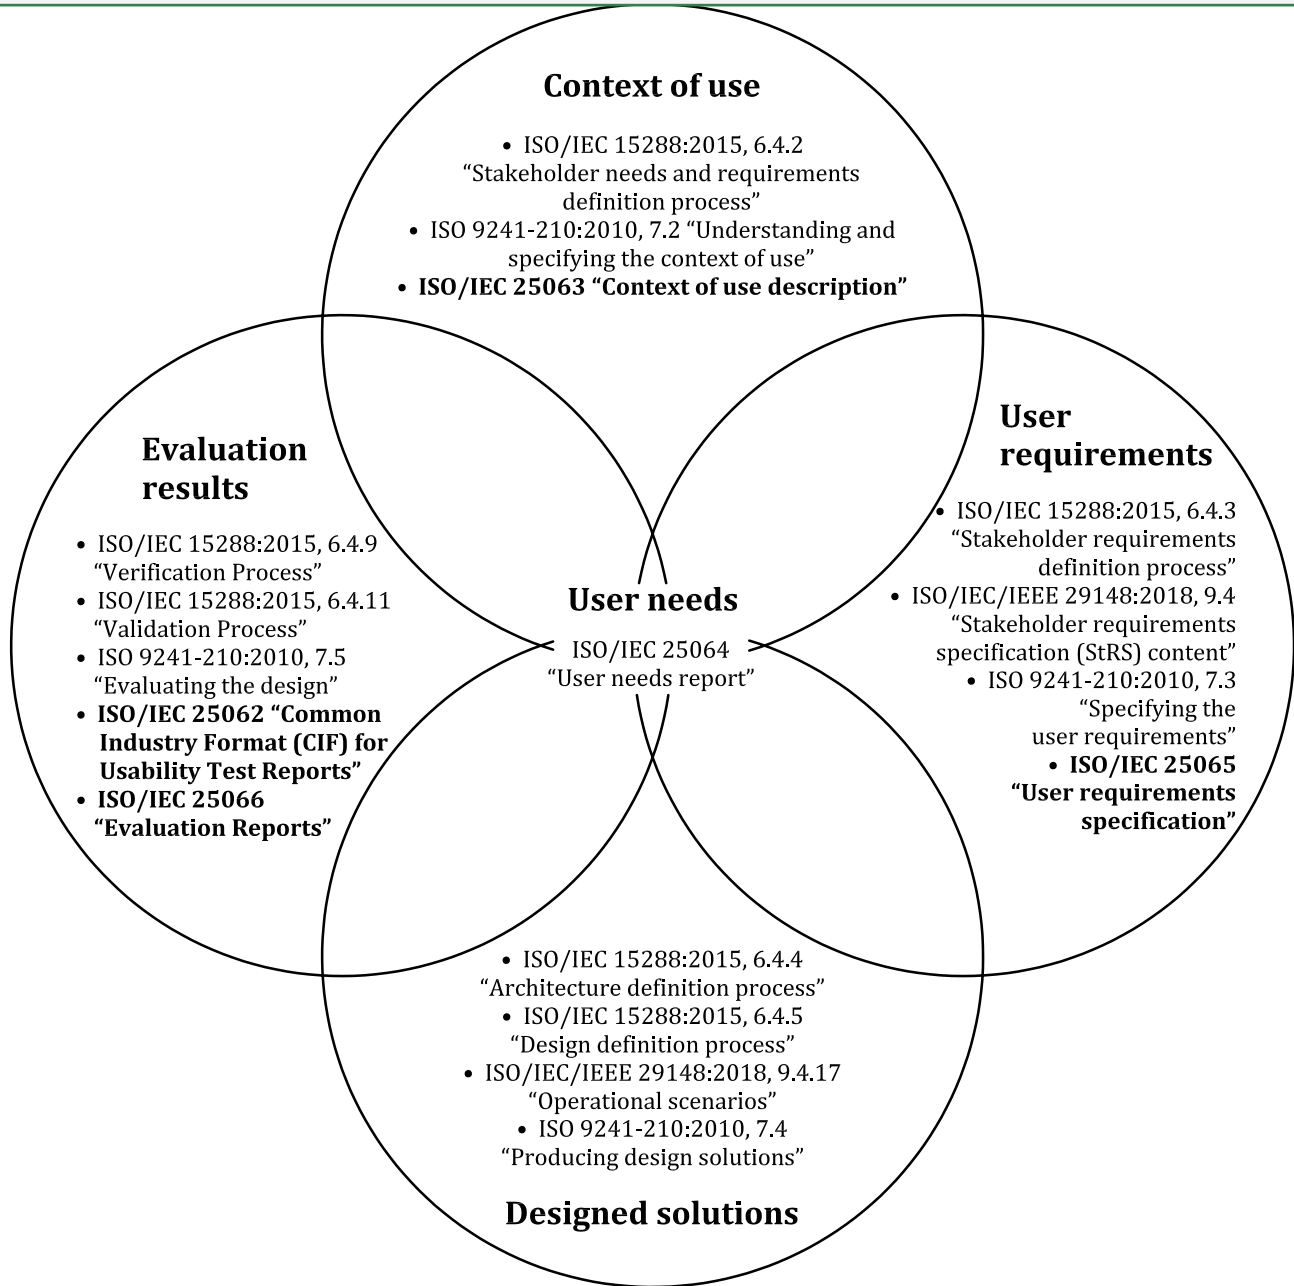 Context of use
• ISO/IEC 15288:2015, 6.4.2
“Stakeholder needs and requirements
definition process”
• ISO 9241-210:2010, 7.2 “Understanding and
specifying the context of use”
• ISO/IEC 25063 “Context of use description”
Evaluation
results
• ISO/IEC 15288:2015, 6.4.9
“Verification Process”
• ISO/IEC 15288:2015, 6.4.11
“Validation Process”
• ISO 9241-210:2010, 7.5
“Evaluating the design”
• ISO/IEC 25062 “Common
Industry Format (CIF) for
Usability Test Reports”
• ISO/IEC 25066
“Evaluation Reports”
User needs
ISO/IEC 25064
“User needs report”
User
requirements
• ISO/IEC 15288:2015, 6.4.3
“Stakeholder requirements
definition process”
• ISO/IEC/IEEE 29148:2018, 9.4
“Stakeholder requirements
specification (StRS) content”
• ISO 9241-210:2010, 7.3
“Specifying the
user requirements”
• ISO/IEC 25065
“User requirements
specification”
• ISO/IEC 15288:2015, 6.4.4
“Architecture definition process”
• ISO/IEC 15288:2015, 6.4.5
“Design definition process”
• ISO/IEC/IEEE 29148:2018, 9.4.17
“Operational scenarios”
• ISO 9241-210:2010, 7.4
“Producing design solutions”
Designed solutions